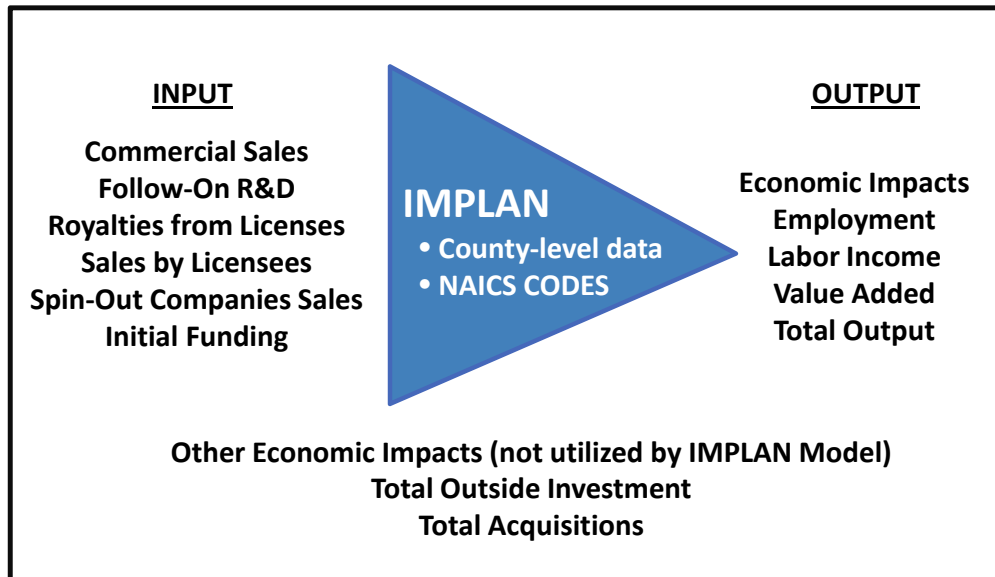 INPUT
Commercial Sales
Follow-On R&D
Royalties from Licenses
Sales by Licensees
Spin-Out Companies Sales
Initial Funding
IMPLAN
• County-level data
• NAICS CODES
OUTPUT
Economic Impacts
Employment
Labor Income
Value Added
Total Output
Other Economic Impacts (not utilized by IMPLAN Model)
Total Outside Investment
Total Acquisitions